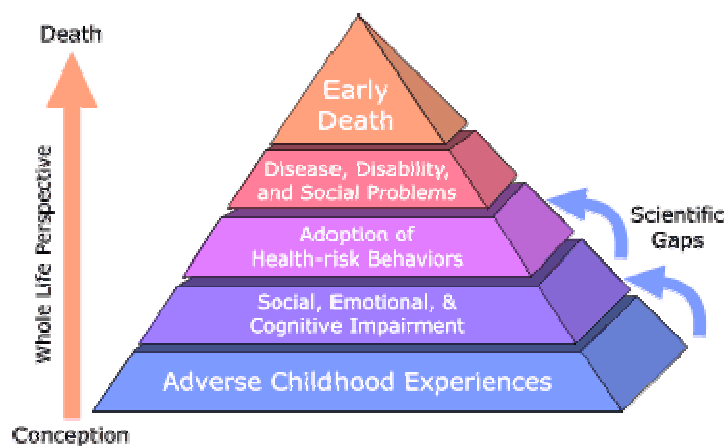 Death
Whole Life Perspective
Conception
Early
Death
Disease, Disability,
and Social Problems
Adoption of
Health-risk Behaviors
Social, Emotional, &
Cognitive Impairment
Adverse Childhood Experiences
Scientific
Gaps